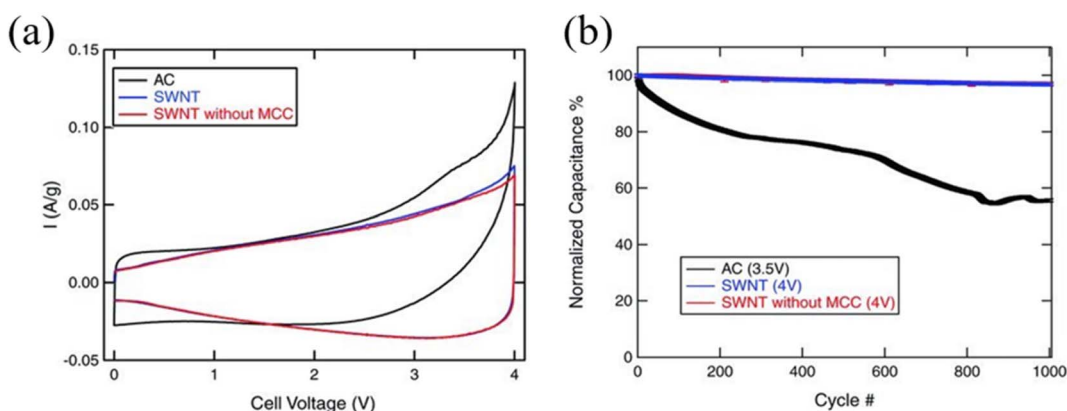 (a)
0.15
0.10
0.05
0.00
-0.05
I (A/g)
AC
SWNT
SWNT without MCC
0 1 2 3 4
Cell Voltage (V)
(b)
100
80
60
40
20
0
Normalized Capacitance %
AC (3.5V)
SWNT (4V)
SWNT without MCC (4V)
0 200 400 600 800 1000
Cycle #